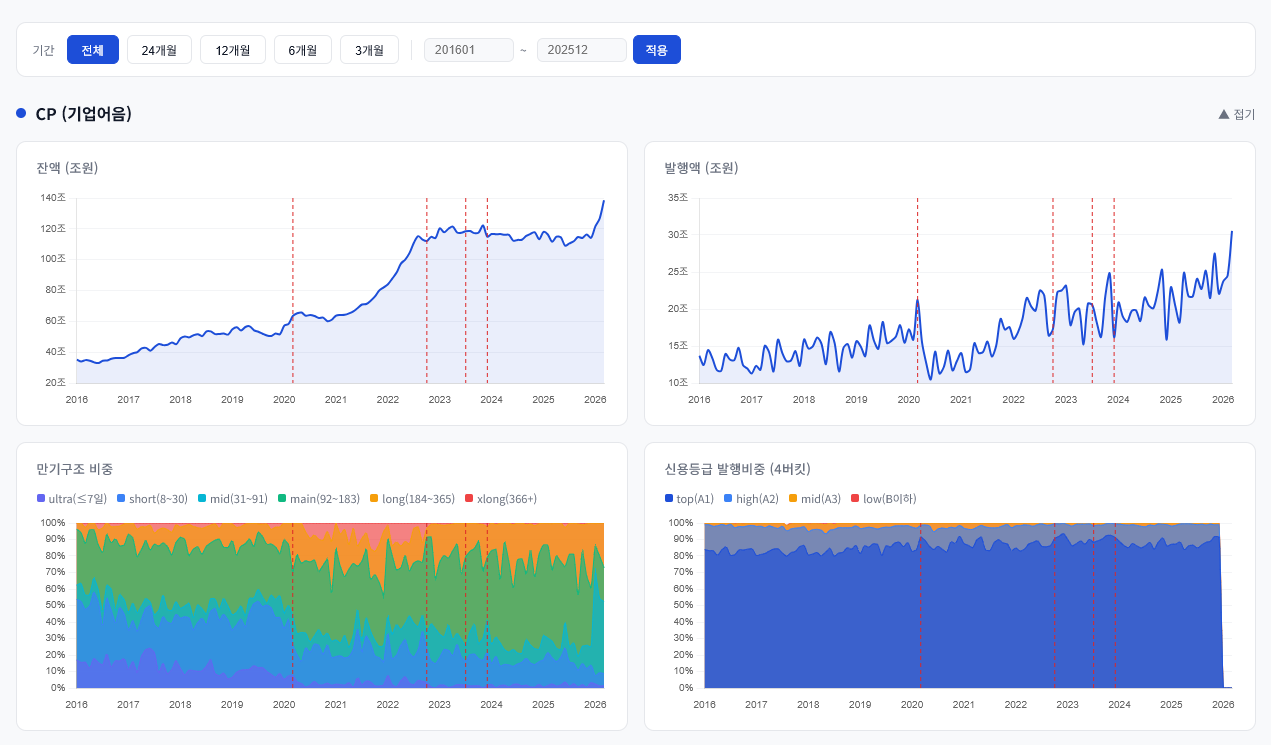 기간 전체 24개월 12개월 6개월 3개월 201601 ~ 202512 적용
CP (기업어음) ▲ 접기
잔액 (조원)
140조
120조
100조
80조
60조
40조
20조
2016 2017 2018 2019 2020 2021 2022 2023 2024 2025 2026
발행액 (조원)
35조
30조
25조
20조
15조
10조
2016 2017 2018 2019 2020 2021 2022 2023 2024 2025 2026
만기구조 비중
ultra(≤7일) short(8~30) mid(31~91) main(92~183) long(184~365) xlong(366+)
100%
90%
80%
70%
60%
50%
40%
30%
20%
10%
0%
2016 2017 2018 2019 2020 2021 2022 2023 2024 2025 2026
신용등급 발행비중 (4버킷)
top(A1) high(A2) mid(A3) low(B이하)
100%
90%
80%
70%
60%
50%
40%
30%
20%
10%
0%
2016 2017 2018 2019 2020 2021 2022 2023 2024 2025 2026